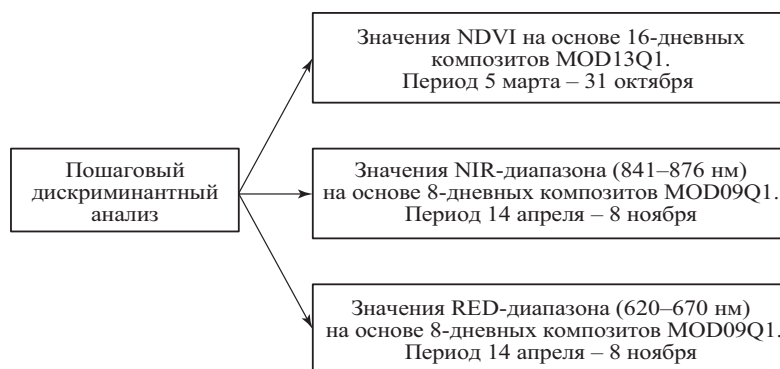 Значения NDVI на основе 16-дневных
композитов MOD13Q1.
Период 5 марта – 31 октября
Пошаговый
дискриминантный
анализ
Значения NIR-диапазона (841–876 нм)
на основе 8-дневных композитов MOD09Q1.
Период 14 апреля – 8 ноября
Значения RED-диапазона (620–670 нм)
на основе 8-дневных композитов MOD09Q1.
Период 14 апреля – 8 ноября